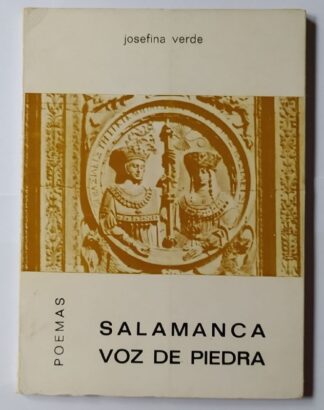 josefina verde
POEMAS
SALAMANCA
VOZ DE PIEDRA